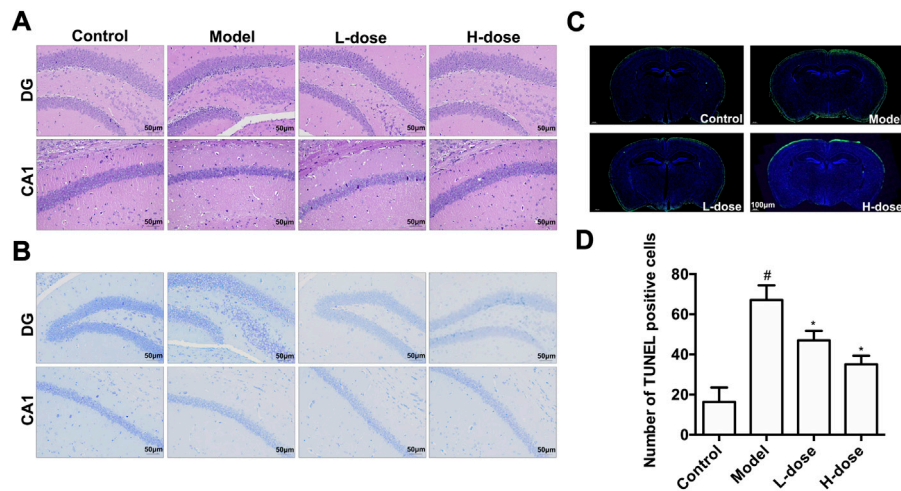 A
Control Model L-dose H-dose
DG
50μm 50μm 50μm 50μm
CA1
50μm 50μm 50μm 50μm
B
DG
50μm 50μm 50μm 50μm
CA1
50μm 50μm 50μm 50μm
C
Control Model
L-dose 100μm H-dose
D
Number of TUNEL positive cells
80
60
40
20
0
#
*
*
Control Model L-dose H-dose